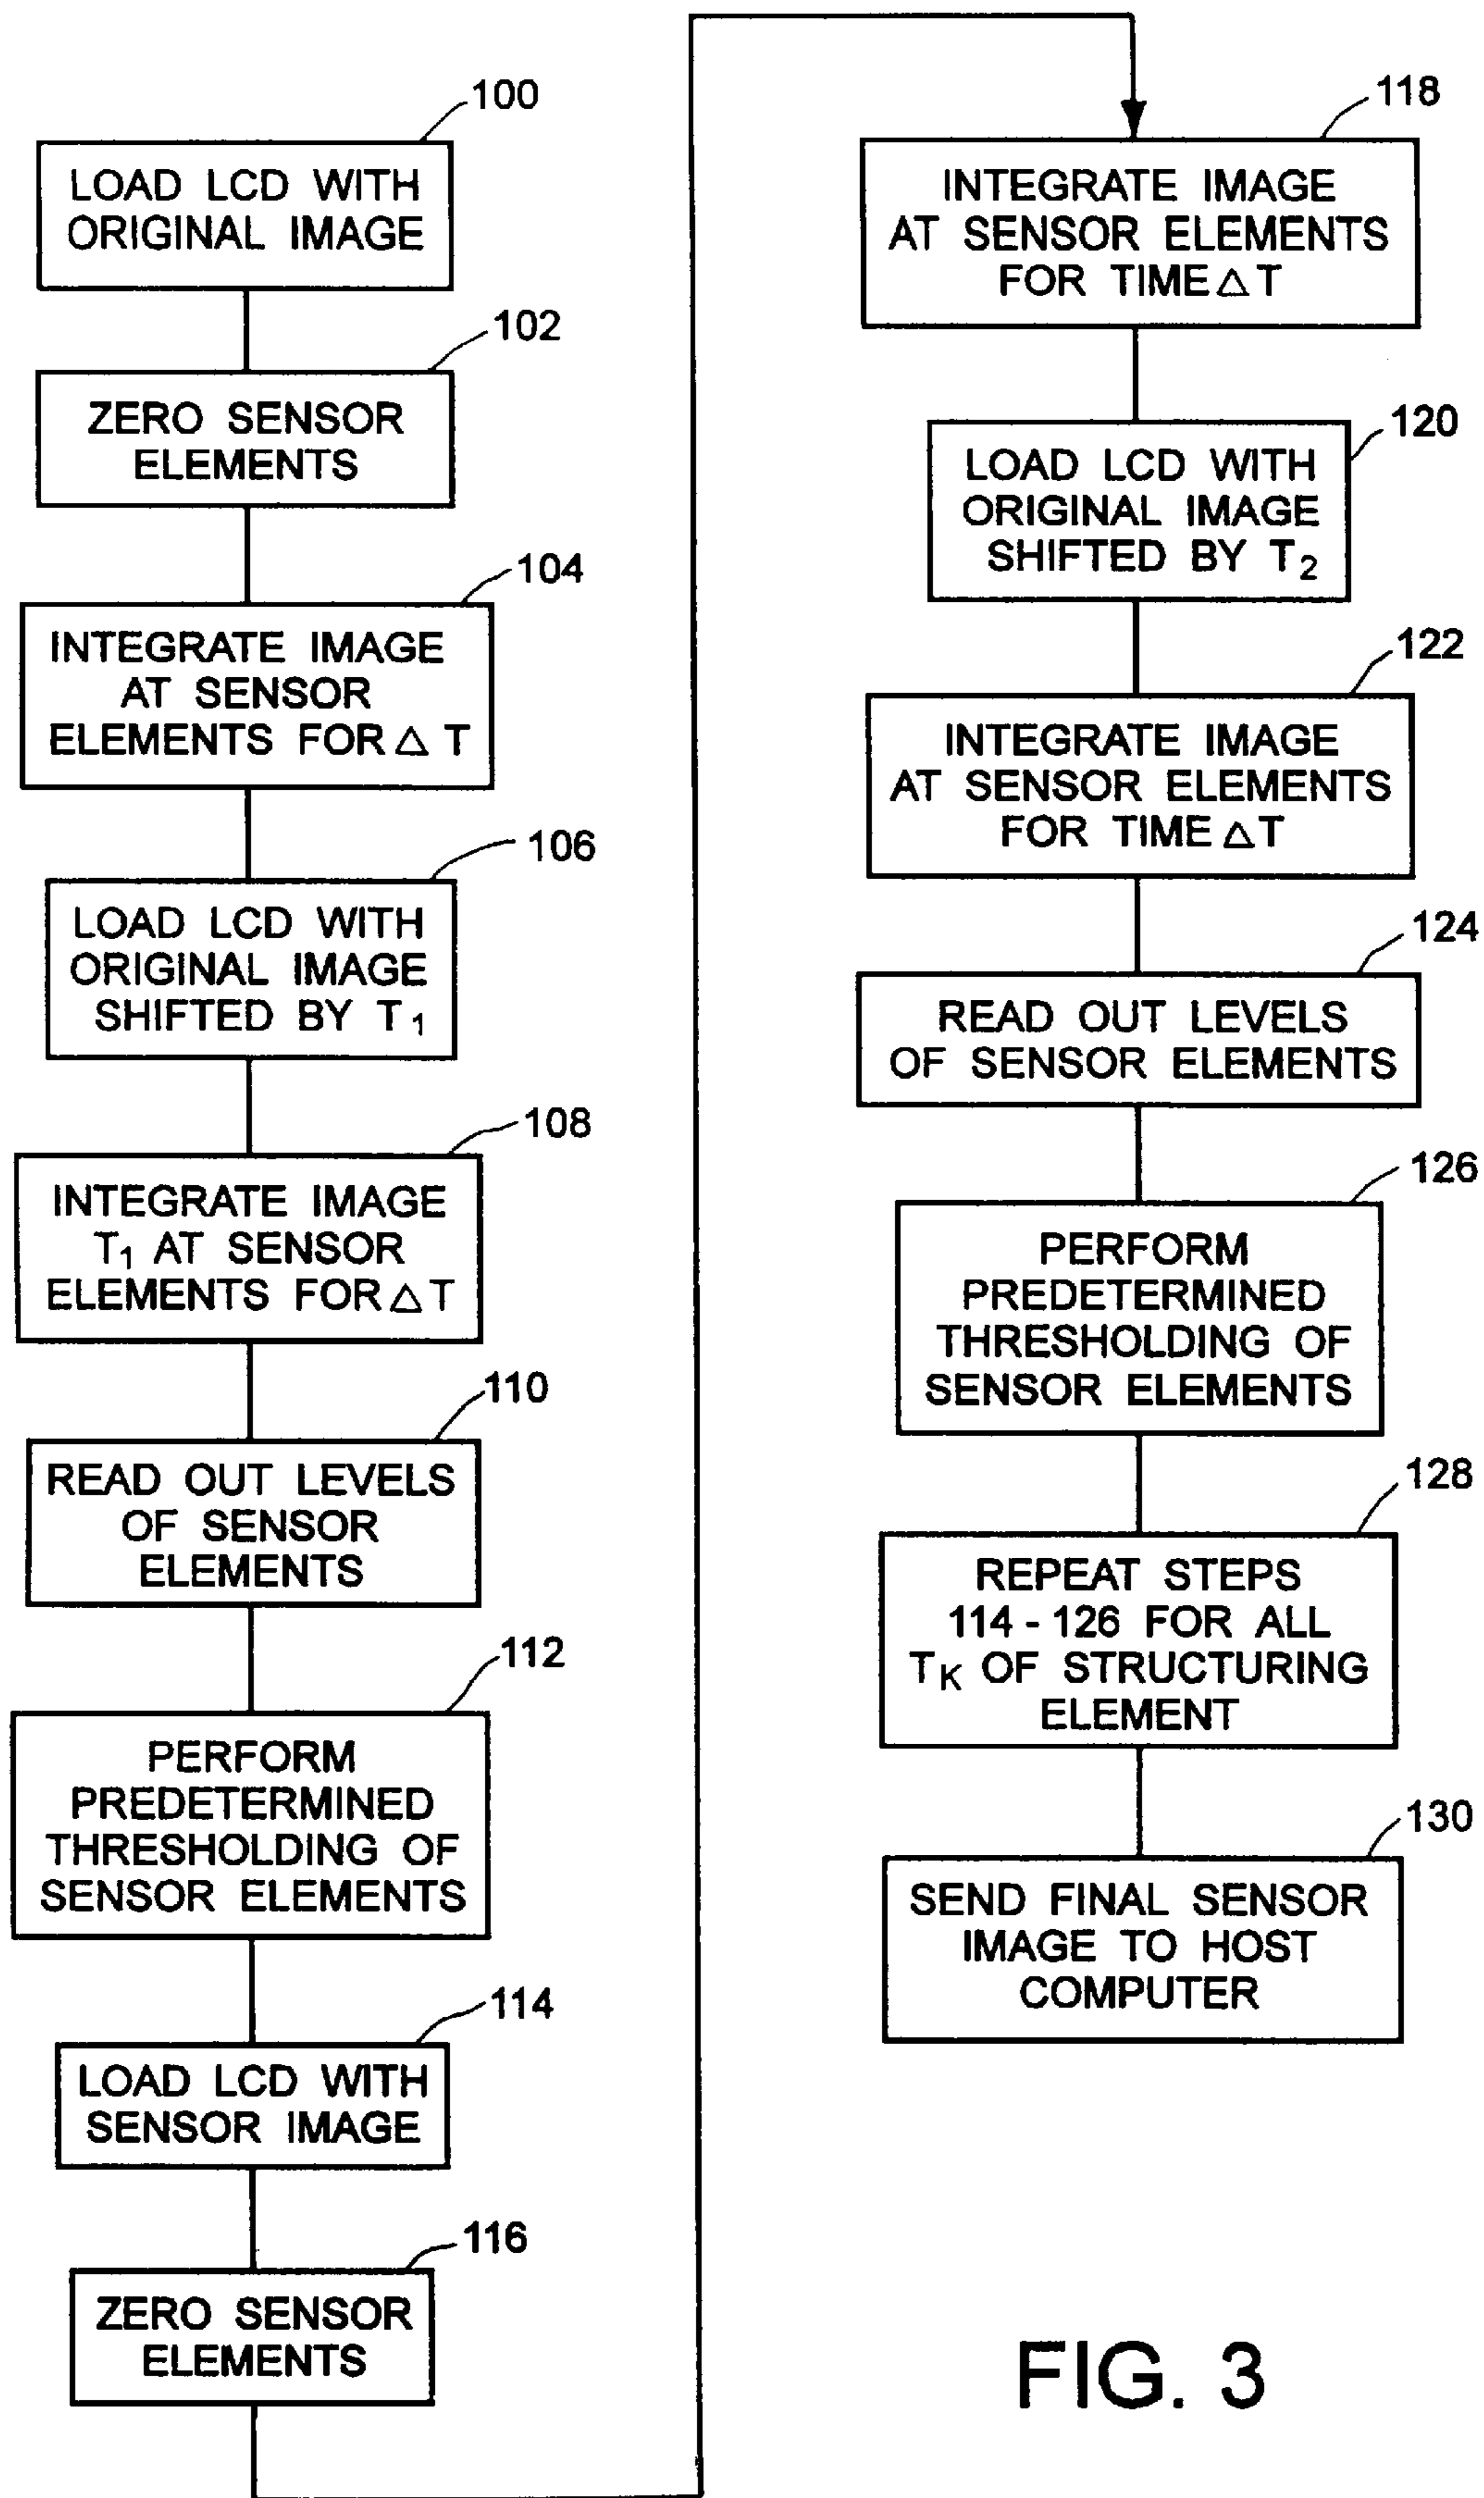 100
LOAD LCD WITH
ORIGINAL IMAGE
102
ZERO SENSOR
ELEMENTS
104
INTEGRATE IMAGE
AT SENSOR
ELEMENTS FOR △ T
106
LOAD LCD WITH
ORIGINAL IMAGE
SHIFTED BY T₁
108
INTEGRATE IMAGE
T₁ AT SENSOR
ELEMENTS FOR △ T
110
READ OUT LEVELS
OF SENSOR
ELEMENTS
112
PERFORM
PREDETERMINED
THRESHOLDING OF
SENSOR ELEMENTS
114
LOAD LCD WITH
SENSOR IMAGE
116
ZERO SENSOR
ELEMENTS
118
INTEGRATE IMAGE
AT SENSOR ELEMENTS
FOR TIME △ T
120
LOAD LCD WITH
ORIGINAL IMAGE
SHIFTED BY T₂
122
INTEGRATE IMAGE
AT SENSOR ELEMENTS
FOR TIME △ T
124
READ OUT LEVELS
OF SENSOR ELEMENTS
126
PERFORM
PREDETERMINED
THRESHOLDING OF
SENSOR ELEMENTS
128
REPEAT STEPS
114 - 126 FOR ALL
T_K OF STRUCTURING
ELEMENT
130
SEND FINAL SENSOR
IMAGE TO HOST
COMPUTER
FIG. 3